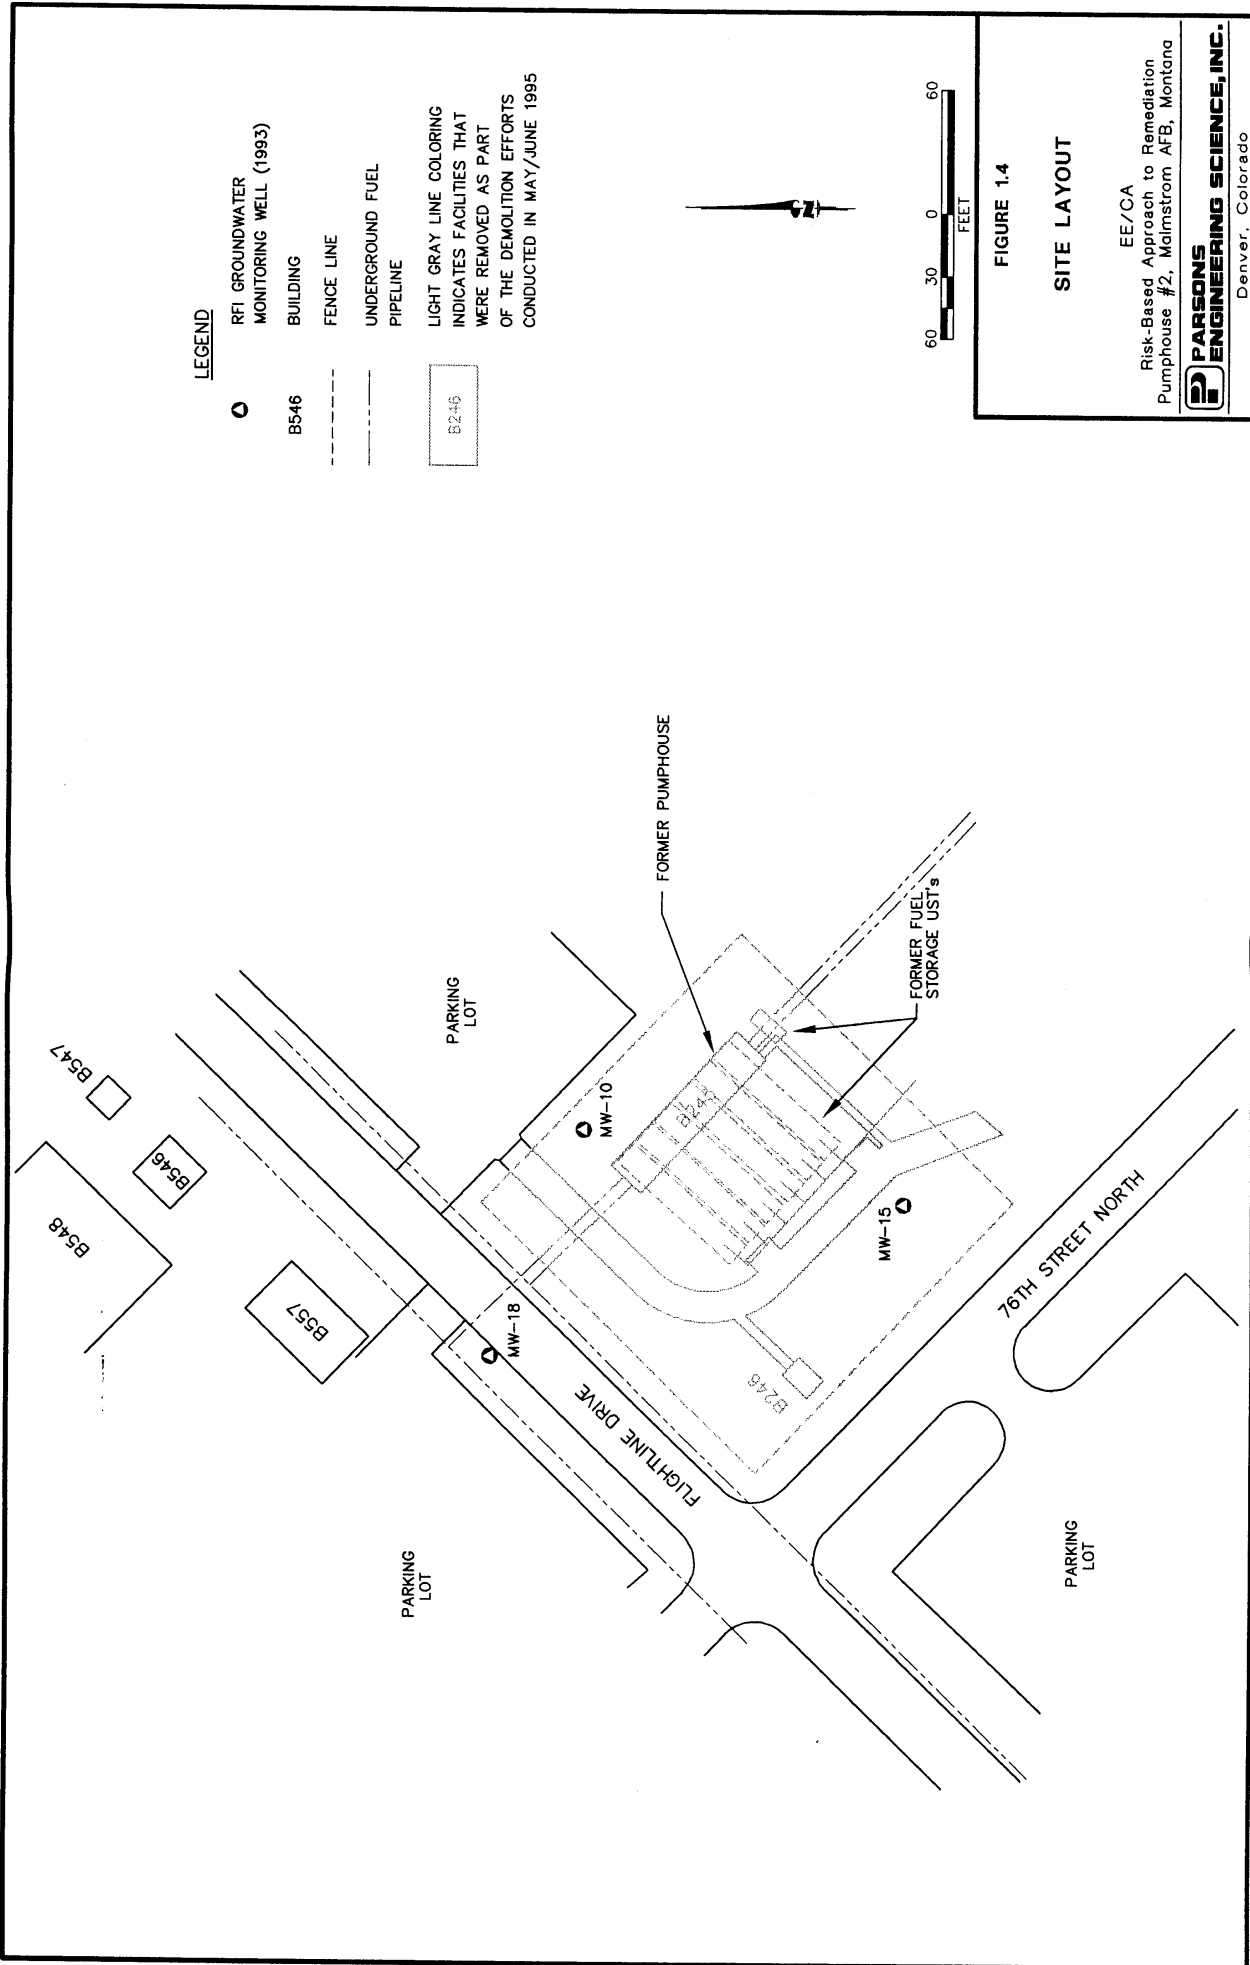 B548
B547
B546
B557
PARKING
LOT
PARKING
LOT
MW-18
MW-10
FLIGHTLINE DRIVE
FORMER PUMPHOUSE
B245
B246
MW-15
FORMER FUEL
STORAGE UST's
76TH STREET NORTH
PARKING
LOT
LEGEND
RFI GROUNDWATER
MONITORING WELL (1993)
B546
BUILDING
FENCE LINE
UNDERGROUND FUEL
PIPELINE
B246
LIGHT GRAY LINE COLORING
INDICATES FACILITIES THAT
WERE REMOVED AS PART
OF THE DEMOLITION EFFORTS
CONDUCTED IN MAY/JUNE 1995
N
60 30 0 60
FEET
FIGURE 1.4
SITE LAYOUT
EE/CA
Risk-Based Approach to Remediation
Pumphouse #2, Malmstrom AFB, Montana
PARSONS
ENGINEERING SCIENCE, INC.
Denver, Colorado